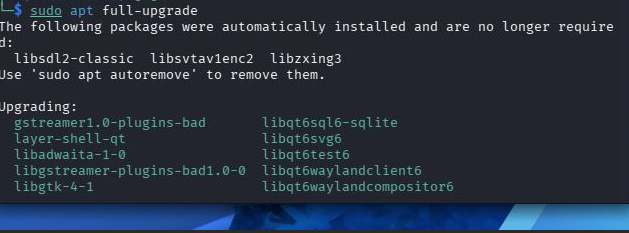 └─$ sudo apt full-upgrade
The following packages were automatically installed and are no longer require
d:
  libsdl2-classic  libsvtav1enc2  libzxing3
Use 'sudo apt autoremove' to remove them.

Upgrading:
  gstreamer1.0-plugins-bad       libqt6sql6-sqlite
  layer-shell-qt                 libqt6svg6
  libadwaita-1-0                 libqt6test6
  libgstreamer-plugins-bad1.0-0  libqt6waylandclient6
  libgtk-4-1                     libqt6waylandcompositor6